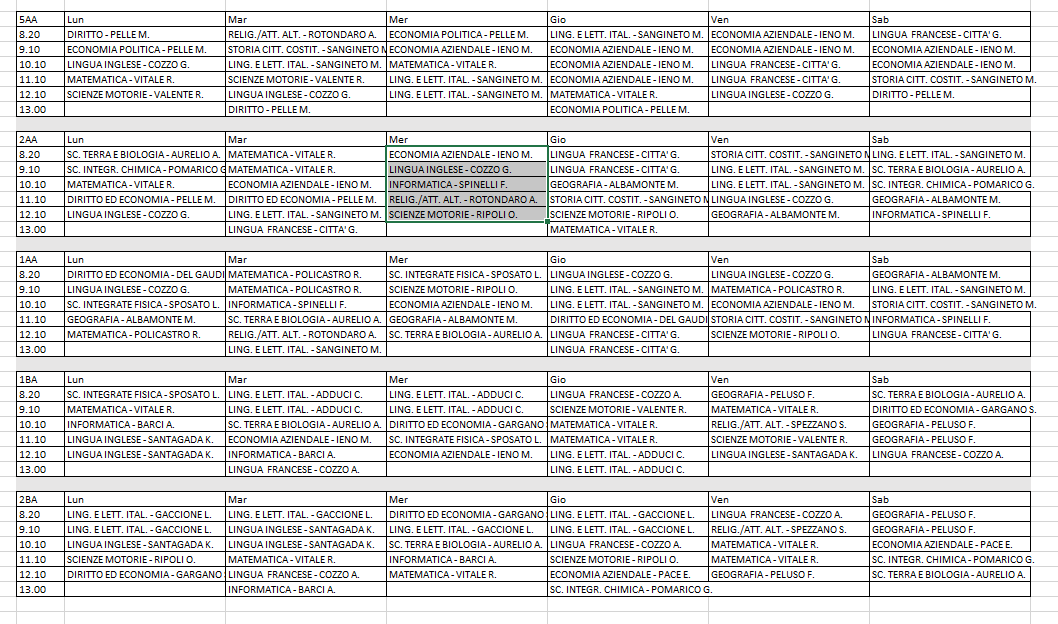 5AA Lun Mar Mer Gio Ven Sab
8.20 DIRITTO - PELLE M. RELIG./ATT. ALT. - ROTONDARO A. ECONOMIA POLITICA - PELLE M. LING. E LETT. ITAL. - SANGINETO M. ECONOMIA AZIENDALE - IENO M. LINGUA FRANCESE - CITTA' G.
9.10 ECONOMIA POLITICA - PELLE M. STORIA CITT. COSTIT. - SANGINETO M ECONOMIA AZIENDALE - IENO M. ECONOMIA AZIENDALE - IENO M. ECONOMIA AZIENDALE - IENO M. ECONOMIA AZIENDALE - IENO M.
10.10 LINGUA INGLESE - COZZO G. LING. E LETT. ITAL. - SANGINETO M. MATEMATICA - VITALE R. ECONOMIA AZIENDALE - IENO M. LINGUA FRANCESE - CITTA' G. ECONOMIA AZIENDALE - IENO M.
11.10 MATEMATICA - VITALE R. SCIENZE MOTORIE - VALENTE R. LING. E LETT. ITAL. - SANGINETO M. ECONOMIA AZIENDALE - IENO M. LINGUA FRANCESE - CITTA' G. STORIA CITT. COSTIT. - SANGINETO M.
12.10 SCIENZE MOTORIE - VALENTE R. LINGUA INGLESE - COZZO G. LING. E LETT. ITAL. - SANGINETO M. MATEMATICA - VITALE R. LINGUA INGLESE - COZZO G. DIRITTO - PELLE M.
13.00 DIRITTO - PELLE M. ECONOMIA POLITICA - PELLE M.
2AA Lun Mar Mer Gio Ven Sab
8.20 SC. TERRA E BIOLOGIA - AURELIO A. MATEMATICA - VITALE R. ECONOMIA AZIENDALE - IENO M. LINGUA FRANCESE - CITTA' G. STORIA CITT. COSTIT. - SANGINETO M LING. E LETT. ITAL. - SANGINETO M.
9.10 SC. INTEGR. CHIMICA - POMARICO G MATEMATICA - VITALE R. LINGUA INGLESE - COZZO G. LINGUA FRANCESE - CITTA' G. LING. E LETT. ITAL. - SANGINETO M. SC. TERRA E BIOLOGIA - AURELIO A.
10.10 MATEMATICA - VITALE R. ECONOMIA AZIENDALE - IENO M. INFORMATICA - SPINELLI F. GEOGRAFIA - ALBAMONTE M. LING. E LETT. ITAL. - SANGINETO M. SC. INTEGR. CHIMICA - POMARICO G.
11.10 DIRITTO ED ECONOMIA - PELLE M. DIRITTO ED ECONOMIA - PELLE M. RELIG./ATT. ALT. - ROTONDARO A. STORIA CITT. COSTIT. - SANGINETO M LINGUA INGLESE - COZZO G. GEOGRAFIA - ALBAMONTE M.
12.10 LINGUA INGLESE - COZZO G. LING. E LETT. ITAL. - SANGINETO M. SCIENZE MOTORIE - RIPOLI O. SCIENZE MOTORIE - RIPOLI O. GEOGRAFIA - ALBAMONTE M. INFORMATICA - SPINELLI F.
13.00 LINGUA FRANCESE - CITTA' G. MATEMATICA - VITALE R.
1AA Lun Mar Mer Gio Ven Sab
8.20 DIRITTO ED ECONOMIA - DEL GAUDI MATEMATICA - POLICASTRO R. SC. INTEGRATE FISICA - SPOSATO L. LINGUA INGLESE - COZZO G. LINGUA INGLESE - COZZO G. GEOGRAFIA - ALBAMONTE M.
9.10 LINGUA INGLESE - COZZO G. MATEMATICA - POLICASTRO R. SCIENZE MOTORIE - RIPOLI O. LING. E LETT. ITAL. - SANGINETO M. MATEMATICA - POLICASTRO R. LING. E LETT. ITAL. - SANGINETO M.
10.10 SC. INTEGRATE FISICA - SPOSATO L. INFORMATICA - SPINELLI F. ECONOMIA AZIENDALE - IENO M. LING. E LETT. ITAL. - SANGINETO M. ECONOMIA AZIENDALE - IENO M. STORIA CITT. COSTIT. - SANGINETO M.
11.10 GEOGRAFIA - ALBAMONTE M. SC. TERRA E BIOLOGIA - AURELIO A. GEOGRAFIA - ALBAMONTE M. DIRITTO ED ECONOMIA - DEL GAUDI STORIA CITT. COSTIT. - SANGINETO M INFORMATICA - SPINELLI F.
12.10 MATEMATICA - POLICASTRO R. RELIG./ATT. ALT. - ROTONDARO A. SC. TERRA E BIOLOGIA - AURELIO A. LINGUA FRANCESE - CITTA' G. SCIENZE MOTORIE - RIPOLI O. LINGUA FRANCESE - CITTA' G.
13.00 LING. E LETT. ITAL. - SANGINETO M. LINGUA FRANCESE - CITTA' G.
1BA Lun Mar Mer Gio Ven Sab
8.20 SC. INTEGRATE FISICA - SPOSATO L. LING. E LETT. ITAL. - ADDUCI C. LING. E LETT. ITAL. - ADDUCI C. LINGUA FRANCESE - COZZO A. GEOGRAFIA - PELUSO F. SC. TERRA E BIOLOGIA - AURELIO A.
9.10 MATEMATICA - VITALE R. LING. E LETT. ITAL. - ADDUCI C. LING. E LETT. ITAL. - ADDUCI C. SCIENZE MOTORIE - VALENTE R. MATEMATICA - VITALE R. DIRITTO ED ECONOMIA - GARGANO S.
10.10 INFORMATICA - BARCI A. SC. TERRA E BIOLOGIA - AURELIO A. DIRITTO ED ECONOMIA - GARGANO MATEMATICA - VITALE R. RELIG./ATT. ALT. - SPEZZANO S. GEOGRAFIA - PELUSO F.
11.10 LINGUA INGLESE - SANTAGADA K. ECONOMIA AZIENDALE - IENO M. SC. INTEGRATE FISICA - SPOSATO L. MATEMATICA - VITALE R. SCIENZE MOTORIE - VALENTE R. GEOGRAFIA - PELUSO F.
12.10 LINGUA INGLESE - SANTAGADA K. INFORMATICA - BARCI A. ECONOMIA AZIENDALE - IENO M. LING. E LETT. ITAL. - ADDUCI C. LINGUA INGLESE - SANTAGADA K. LINGUA FRANCESE - COZZO A.
13.00 LINGUA FRANCESE - COZZO A. LING. E LETT. ITAL. - ADDUCI C.
2BA Lun Mar Mer Gio Ven Sab
8.20 LING. E LETT. ITAL. - GACCIONE L. LING. E LETT. ITAL. - GACCIONE L. DIRITTO ED ECONOMIA - GARGANO LING. E LETT. ITAL. - GACCIONE L. LINGUA FRANCESE - COZZO A. GEOGRAFIA - PELUSO F.
9.10 LING. E LETT. ITAL. - GACCIONE L. LINGUA INGLESE - SANTAGADA K. LING. E LETT. ITAL. - GACCIONE L. LING. E LETT. ITAL. - GACCIONE L. RELIG./ATT. ALT. - SPEZZANO S. GEOGRAFIA - PELUSO F.
10.10 LINGUA INGLESE - SANTAGADA K. LINGUA INGLESE - SANTAGADA K. SC. TERRA E BIOLOGIA - AURELIO A. LINGUA FRANCESE - COZZO A. MATEMATICA - VITALE R. ECONOMIA AZIENDALE - PACE E.
11.10 SCIENZE MOTORIE - RIPOLI O. MATEMATICA - VITALE R. INFORMATICA - BARCI A. SCIENZE MOTORIE - RIPOLI O. MATEMATICA - VITALE R. SC. INTEGR. CHIMICA - POMARICO G.
12.10 DIRITTO ED ECONOMIA - GARGANO LINGUA FRANCESE - COZZO A. MATEMATICA - VITALE R. ECONOMIA AZIENDALE - PACE E. GEOGRAFIA - PELUSO F. SC. TERRA E BIOLOGIA - AURELIO A.
13.00 INFORMATICA - BARCI A. SC. INTEGR. CHIMICA - POMARICO G.